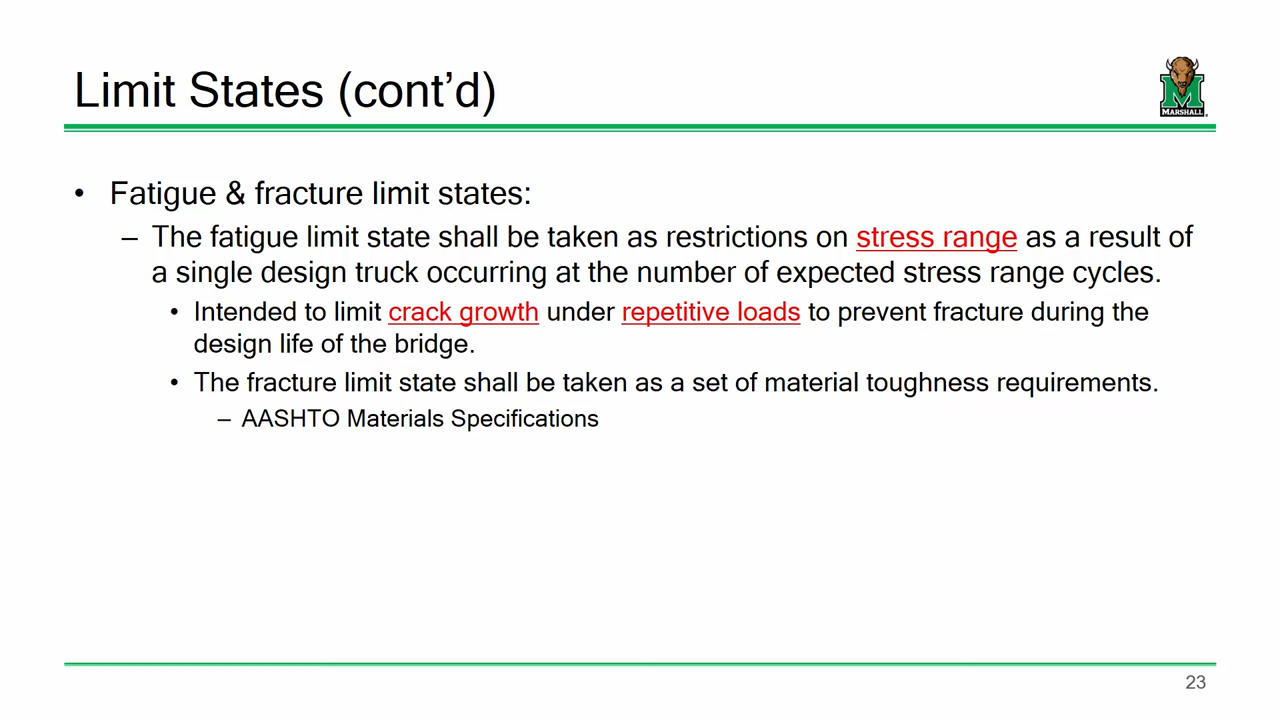 Limit States (cont’d)
MARSHALL
• Fatigue & fracture limit states:
– The fatigue limit state shall be taken as restrictions on stress range as a result of
a single design truck occurring at the number of expected stress range cycles.
• Intended to limit crack growth under repetitive loads to prevent fracture during the
design life of the bridge.
• The fracture limit state shall be taken as a set of material toughness requirements.
– AASHTO Materials Specifications
23